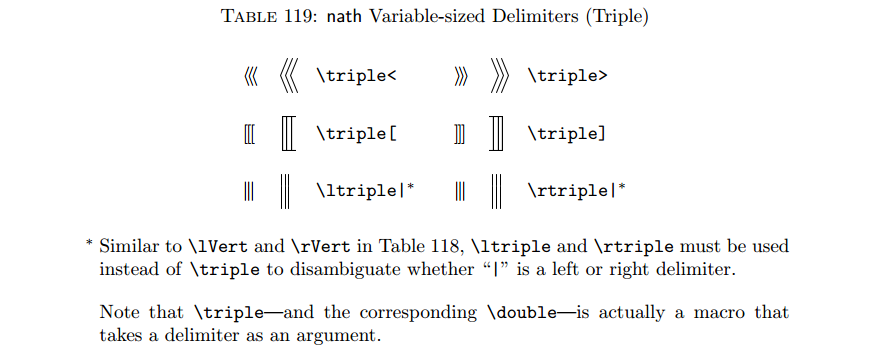 TABLE 119: nath Variable-sized Delimiters (Triple)
\triple< \triple>
\triple[ \triple]
\ltriple|* \rtriple|*
* Similar to \lVert and \rVert in Table 118, \ltriple and \rtriple must be used
instead of \triple to disambiguate whether “|” is a left or right delimiter.
Note that \triple—and the corresponding \double—is actually a macro that
takes a delimiter as an argument.